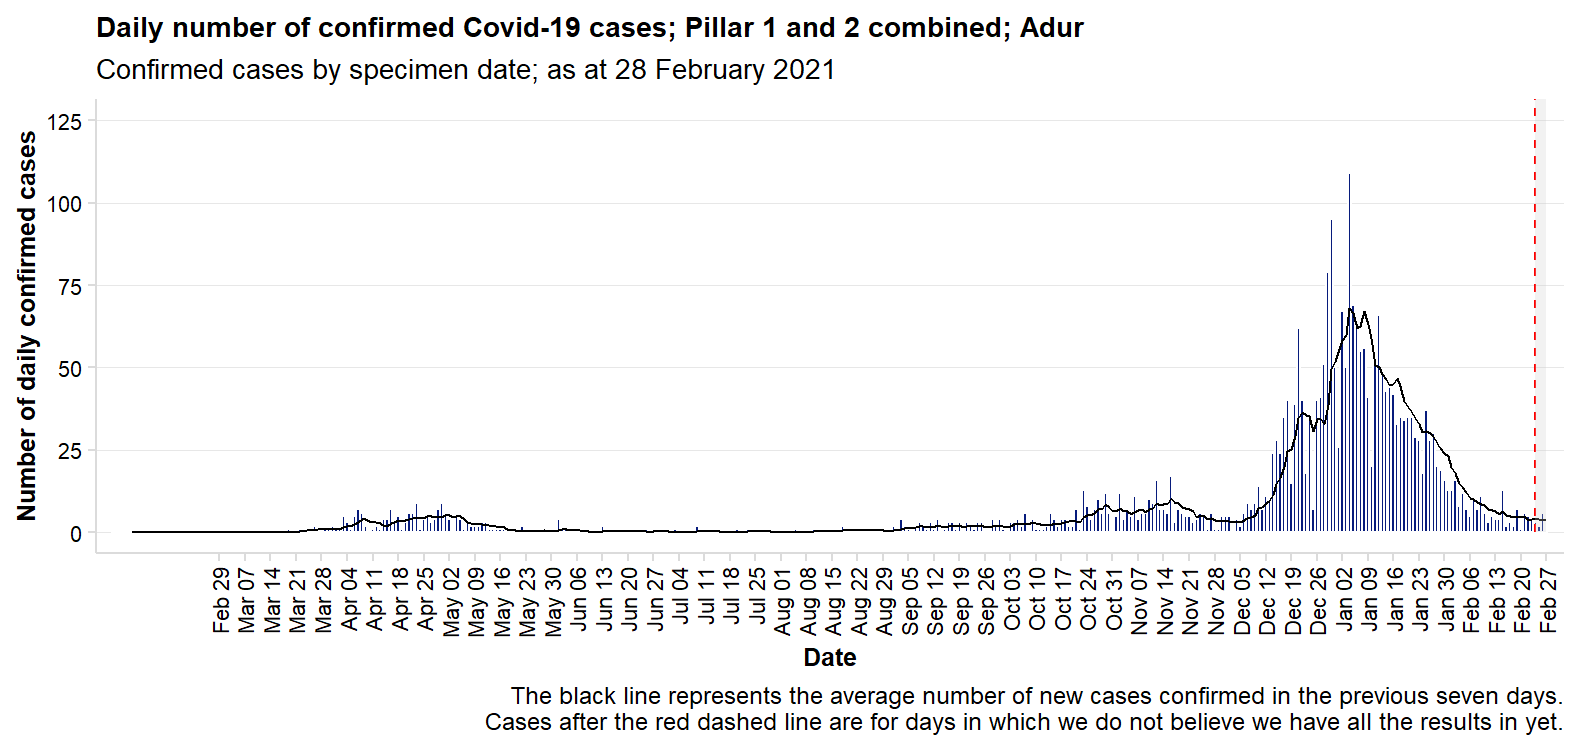 Daily number of confirmed Covid-19 cases; Pillar 1 and 2 combined; Adur
Confirmed cases by specimen date; as at 28 February 2021
Number of daily confirmed cases
125
100
75
50
25
0
Feb 29
Mar 07
Mar 14
Mar 21
Mar 28
Apr 04
Apr 11
Apr 18
Apr 25
May 02
May 09
May 16
May 23
May 30
Jun 06
Jun 13
Jun 20
Jun 27
Jul 04
Jul 11
Jul 18
Jul 25
Aug 01
Aug 08
Aug 15
Aug 22
Aug 29
Sep 05
Sep 12
Sep 19
Sep 26
Oct 03
Oct 10
Oct 17
Oct 24
Oct 31
Nov 07
Nov 14
Nov 21
Nov 28
Dec 05
Dec 12
Dec 19
Dec 26
Jan 02
Jan 09
Jan 16
Jan 23
Jan 30
Feb 06
Feb 13
Feb 20
Feb 27
Date
The black line represents the average number of new cases confirmed in the previous seven days.
Cases after the red dashed line are for days in which we do not believe we have all the results in yet.